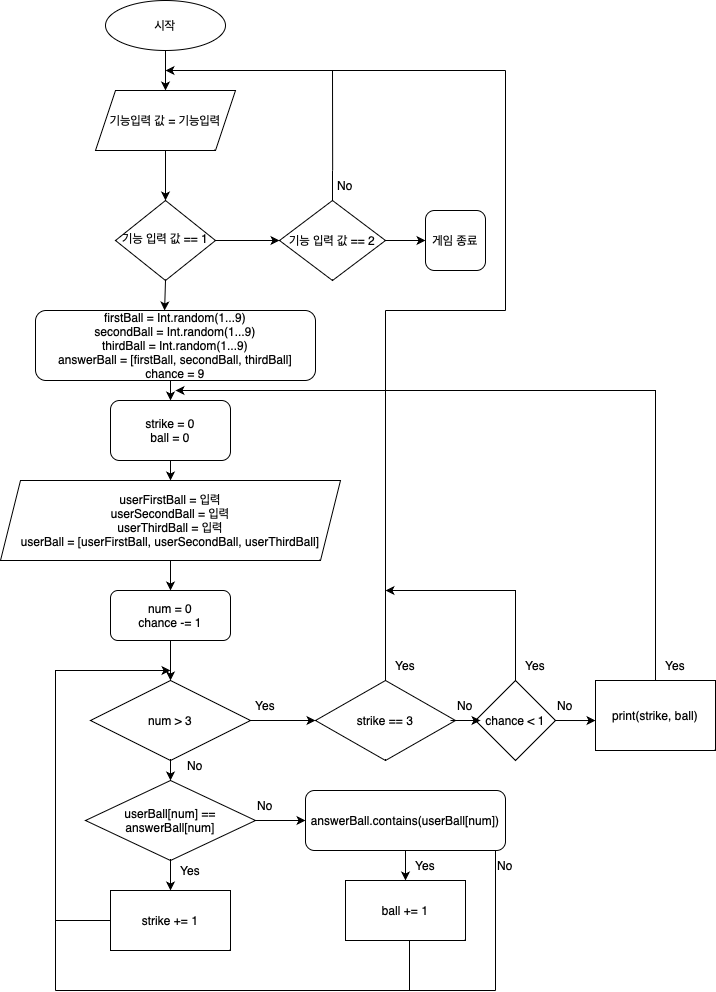 시작
기능입력 값 = 기능입력
No
기능 입력 값 == 1
기능 입력 값 == 2
게임 종료
firstBall = Int.random(1...9)
secondBall = Int.random(1...9)
thirdBall = Int.random(1...9)
answerBall = [firstBall, secondBall, thirdBall]
chance = 9
strike = 0
ball = 0
userFirstBall = 입력
userSecondBall = 입력
userThirdBall = 입력
userBall = [userFirstBall, userSecondBall, userThirdBall]
num = 0
chance -= 1
Yes
Yes
Yes
num > 3
Yes
strike == 3
No
chance < 1
No
print(strike, ball)
No
userBall[num] ==
answerBall[num]
No
answerBall.contains(userBall[num])
Yes
Yes
No
strike += 1
ball += 1